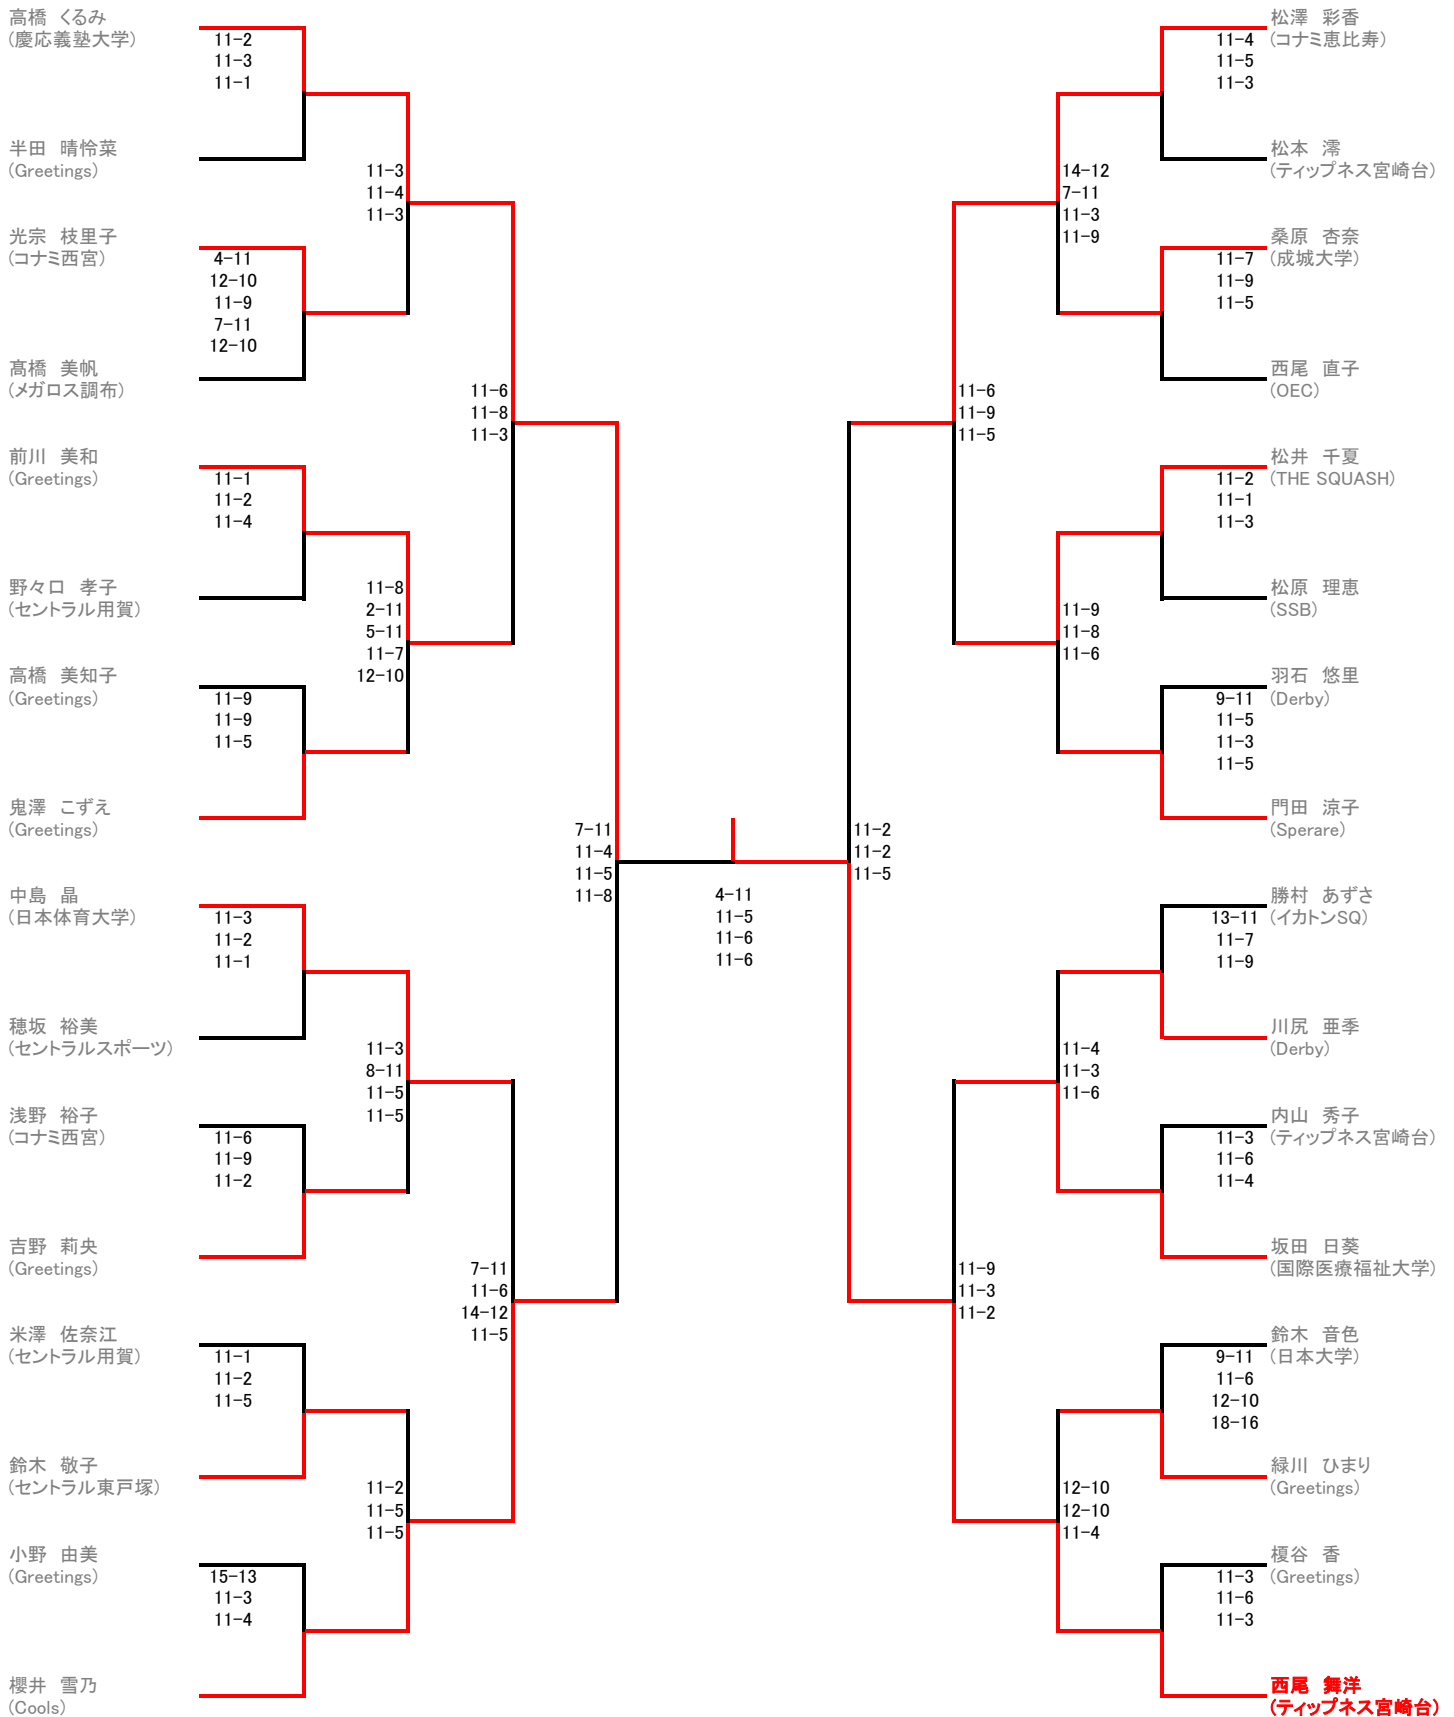 高橋　くるみ
(慶応義塾大学)
11-2
11-3
11-1
半田　晴怜菜
(Greetings)
11-3
11-4
11-3
光宗　枝里子
(コナミ西宮)
4-11
12-10
11-9
7-11
12-10
髙橋　美帆
(メガロス調布)
11-6
11-8
11-3
前川　美和
(Greetings)
11-1
11-2
11-4
野々口　孝子
(セントラル用賀)
11-8
2-11
5-11
11-7
12-10
高橋　美知子
(Greetings)
11-9
11-9
11-5
鬼澤　こずえ
(Greetings)
7-11
11-4
11-5
11-8
中島　晶
(日本体育大学)
11-3
11-2
11-1
穂坂　裕美
(セントラルスポーツ)
11-3
8-11
11-5
11-5
浅野　裕子
(コナミ西宮)
11-6
11-9
11-2
吉野　莉央
(Greetings)
7-11
11-6
14-12
11-5
米澤　佐奈江
(セントラル用賀)
11-1
11-2
11-5
鈴木　敬子
(セントラル東戸塚)
11-2
11-5
11-5
小野　由美
(Greetings)
15-13
11-3
11-4
櫻井　雪乃
(Cools)
4-11
11-5
11-6
11-6
松澤　彩香
(コナミ恵比寿)
11-4
11-5
11-3
松本　澪
(ティップネス宮崎台)
14-12
7-11
11-3
11-9
桑原　杏奈
(成城大学)
11-7
11-9
11-5
西尾　直子
(OEC)
11-6
11-9
11-5
松井　千夏
(THE SQUASH)
11-2
11-1
11-3
松原　理恵
(SSB)
11-9
11-8
11-6
羽石　悠里
(Derby)
9-11
11-5
11-3
11-5
門田　涼子
(Sperare)
11-2
11-2
11-5
勝村　あずさ
(イカトンSQ)
13-11
11-7
11-9
川尻　亜季
(Derby)
11-4
11-3
11-6
内山　秀子
(ティップネス宮崎台)
11-3
11-6
11-4
坂田　日葵
(国際医療福祉大学)
11-9
11-3
11-2
鈴木　音色
(日本大学)
9-11
11-6
12-10
18-16
緑川　ひまり
(Greetings)
12-10
12-10
11-4
榎谷　香
(Greetings)
11-3
11-6
11-3
西尾　舞洋
(ティップネス宮崎台)